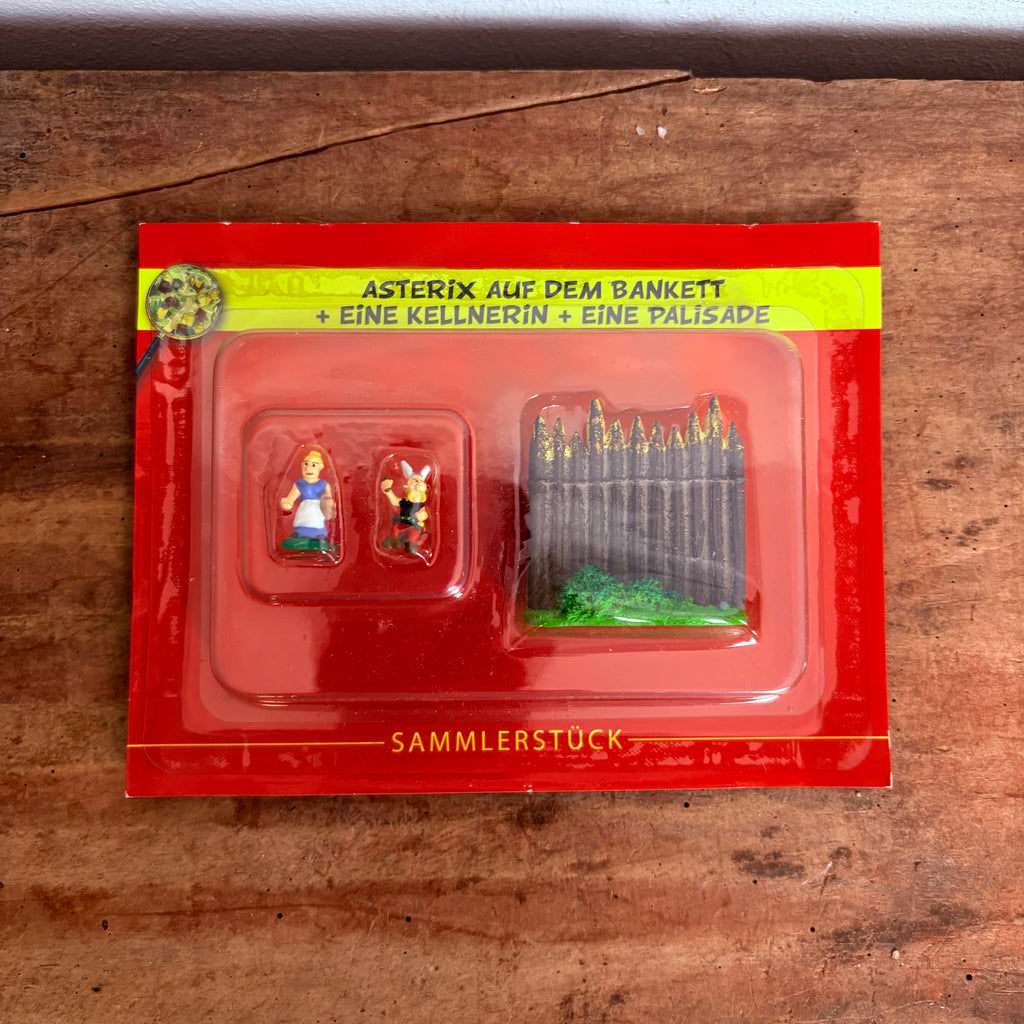 ASTERIX AUF DEM BANKETT
+ EINE KELLNERIN + EINE PALISADE
SAMMLERSTÜCK